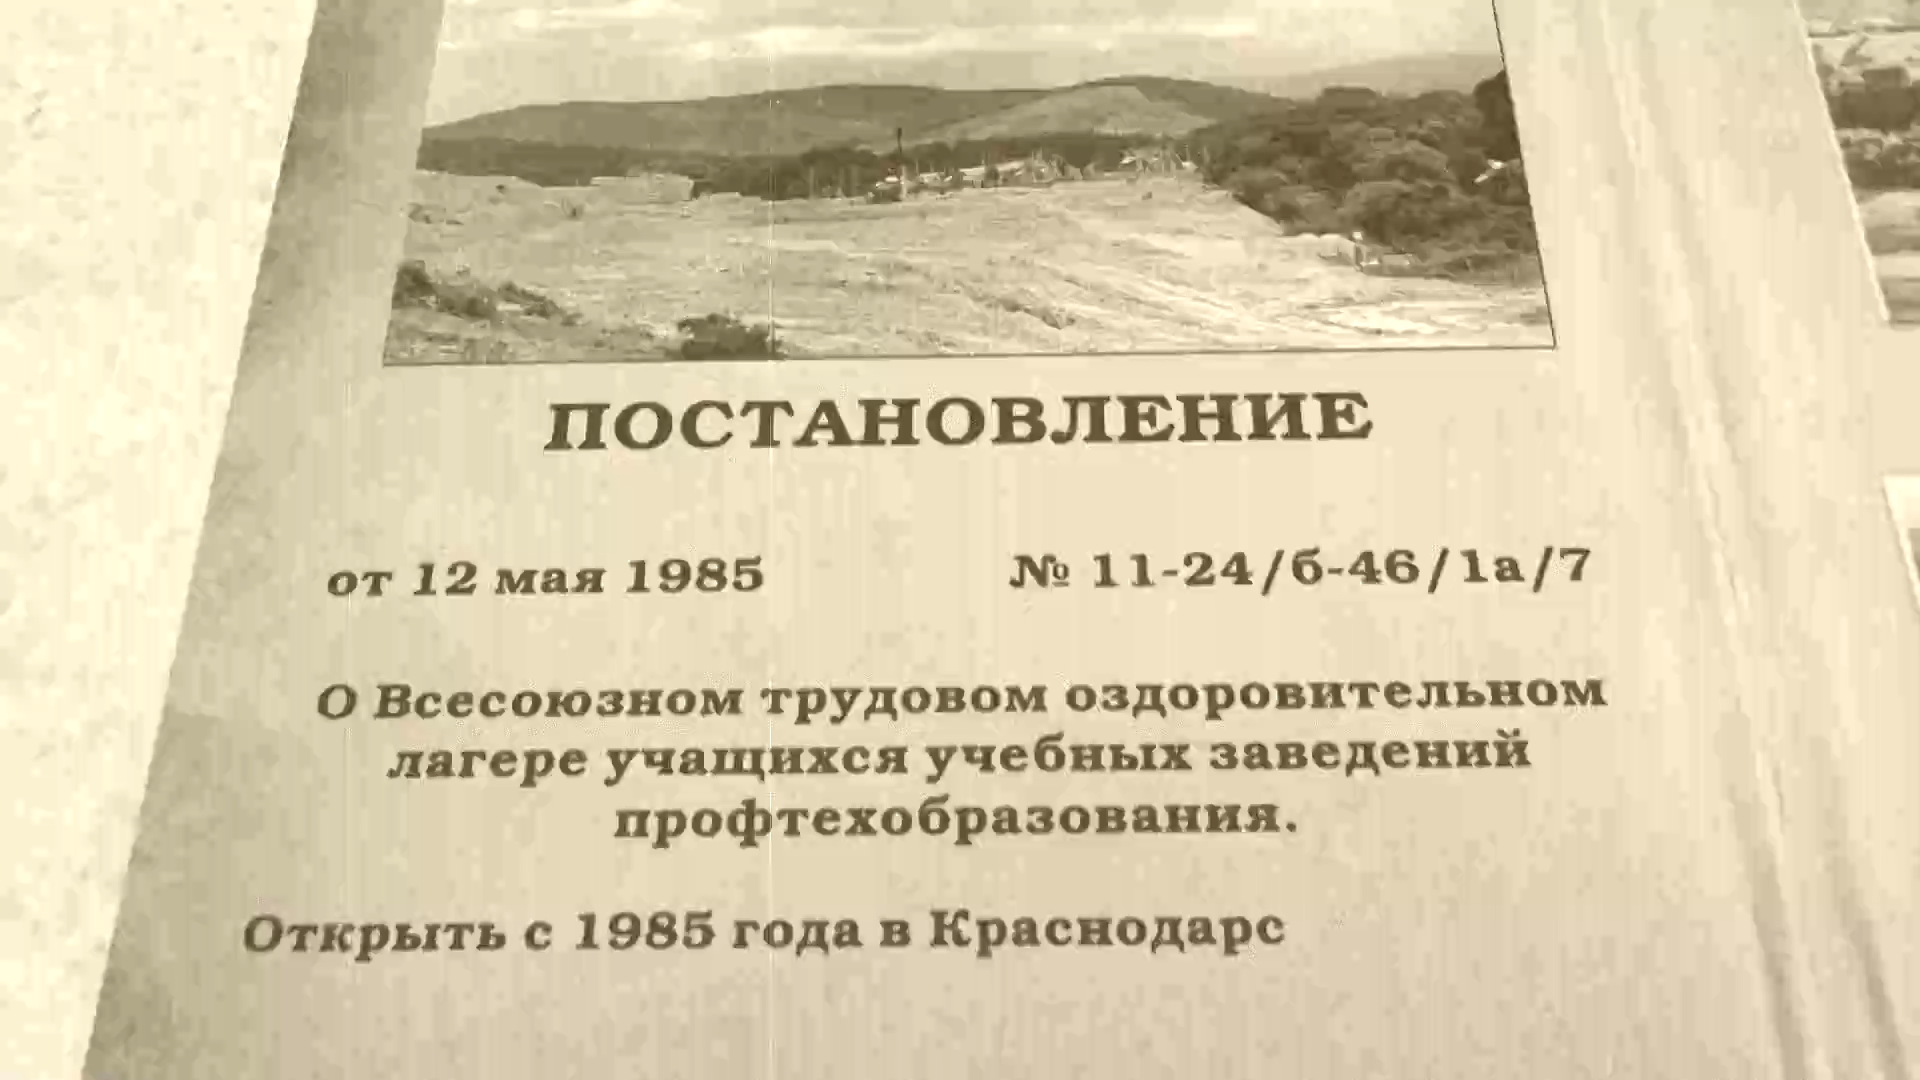 ПОСТАНОВЛЕНИЕ
от 12 мая 1985 № 11-24/б-46/1а/7
О Всесоюзном трудовом оздоровительном
лагере учащихся учебных заведений
профтехобразования.
Открыть с 1985 года в Краснодарс